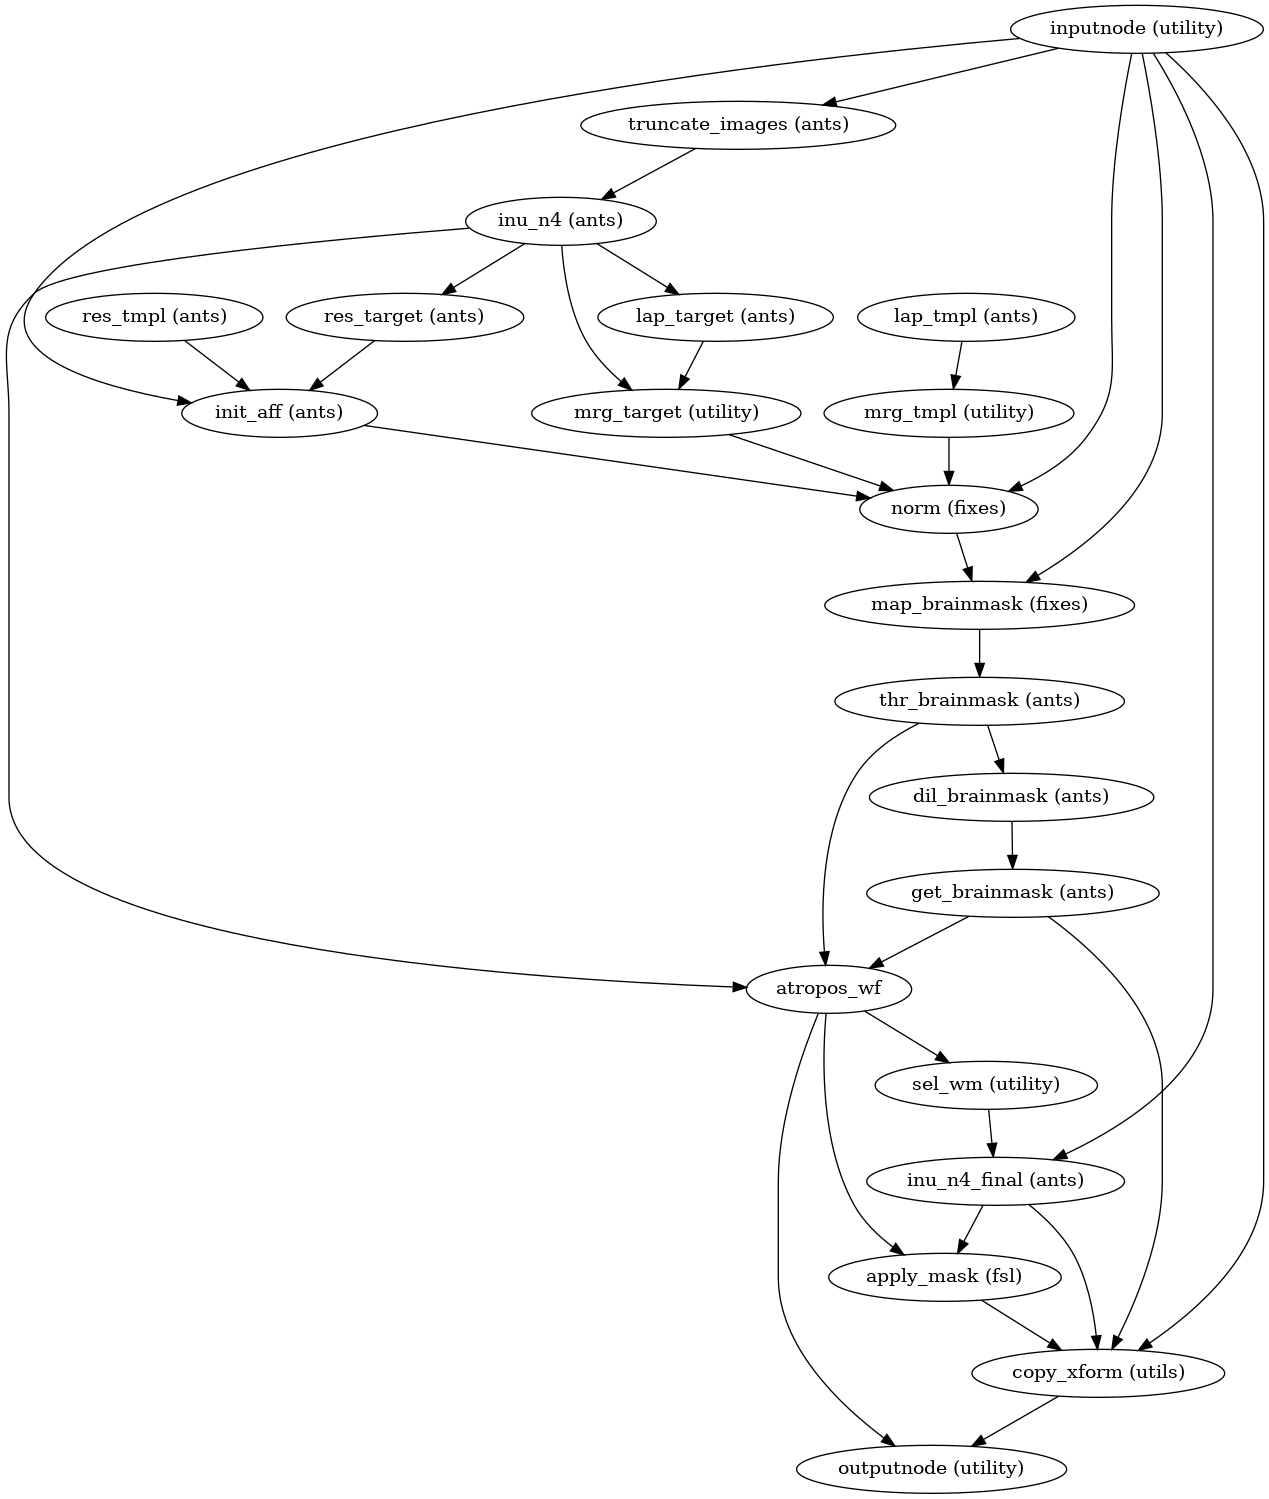 inputnode (utility)
truncate_images (ants)
inu_n4 (ants)
res_tmpl (ants)
res_target (ants)
lap_target (ants)
lap_tmpl (ants)
init_aff (ants)
mrg_target (utility)
mrg_tmpl (utility)
norm (fixes)
map_brainmask (fixes)
thr_brainmask (ants)
dil_brainmask (ants)
get_brainmask (ants)
atropos_wf
sel_wm (utility)
inu_n4_final (ants)
apply_mask (fsl)
copy_xform (utils)
outputnode (utility)